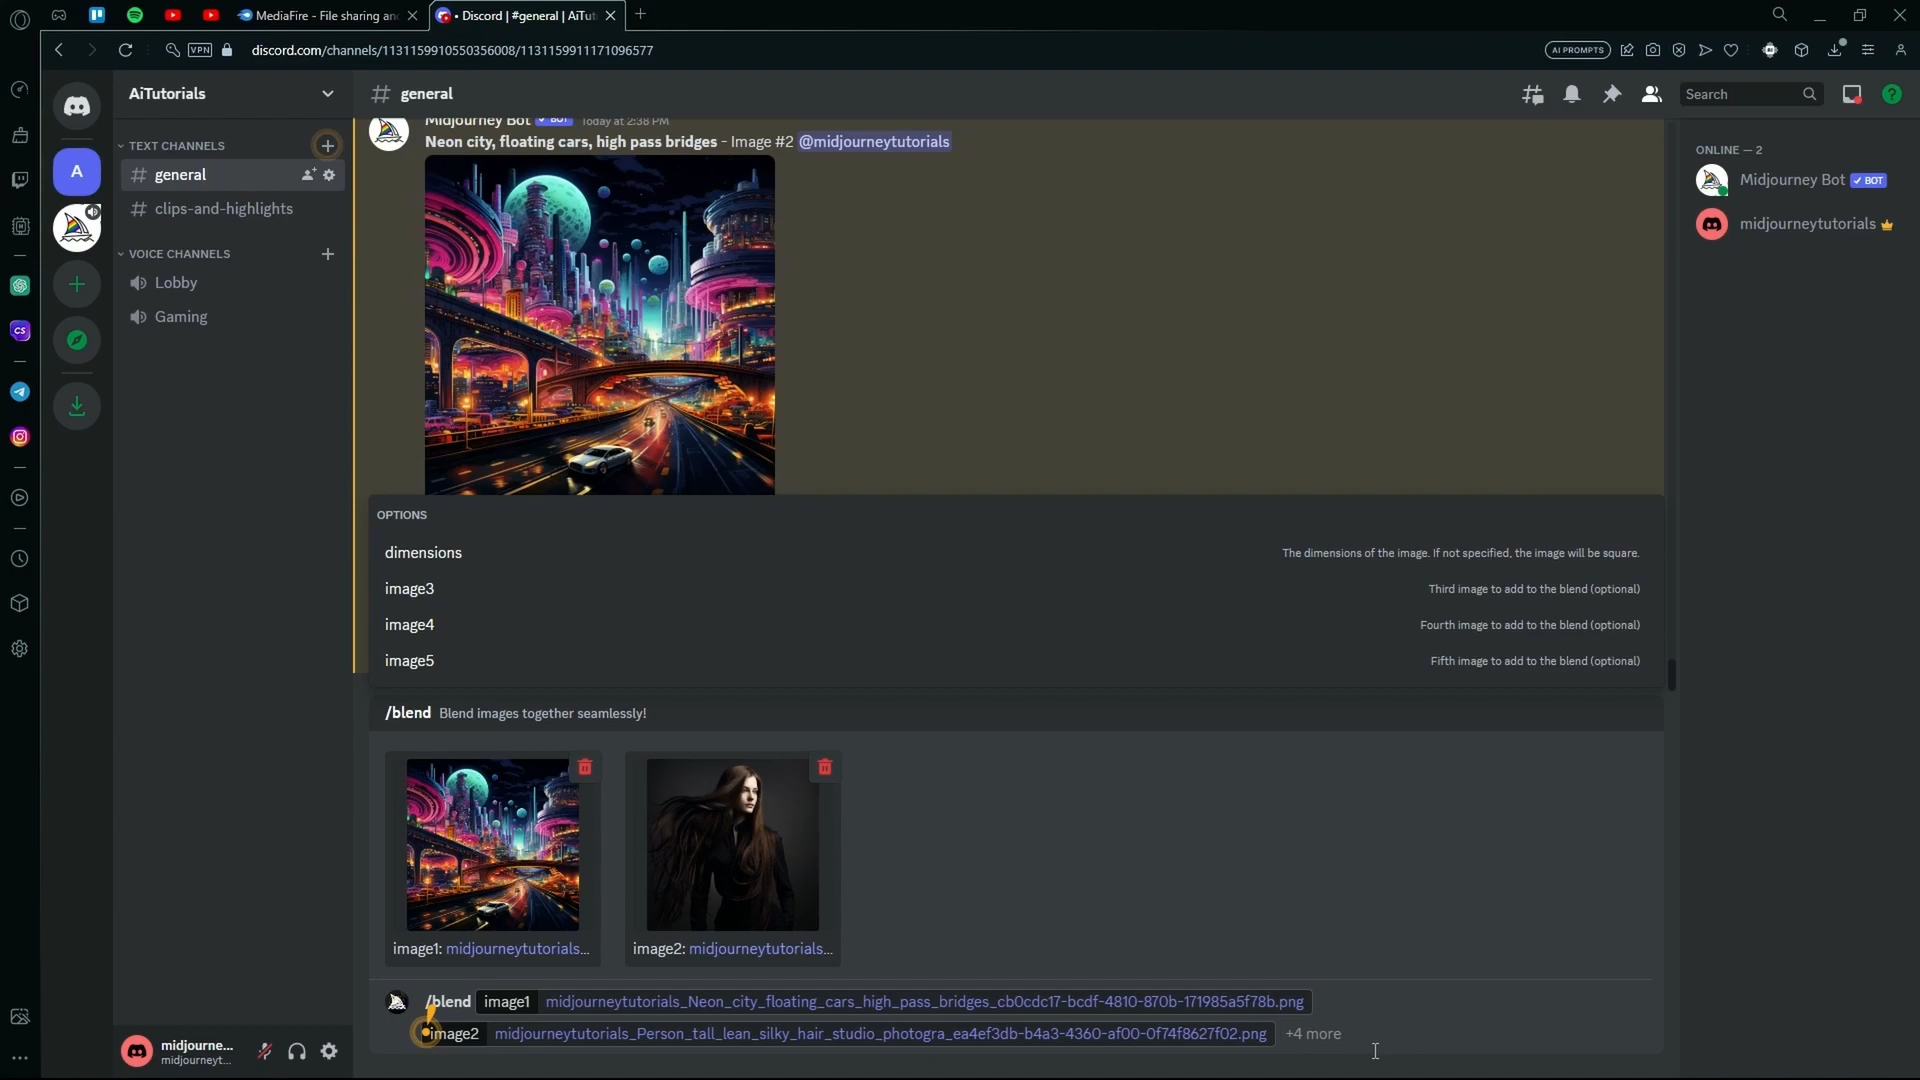 MediaFire - File sharing an
• Discord | #general | AiTut
VPN
discord.com/channels/1131159910550356008/1131159911171096577
AI PROMPTS
AiTutorials
general
Search
TEXT CHANNELS
general
clips-and-highlights
VOICE CHANNELS
Lobby
Gaming
A
CS
Midjourney Bot ✓ BOT Today at 2:38 PM
Neon city, floating cars, high pass bridges - Image #2 @midjourneytutorials
ONLINE — 2
Midjourney Bot ✓ BOT
midjourneytutorials
OPTIONS
dimensions The dimensions of the image. If not specified, the image will be square.
image3 Third image to add to the blend (optional)
image4 Fourth image to add to the blend (optional)
image5 Fifth image to add to the blend (optional)
/blend Blend images together seamlessly!
image1: midjourneytutorials...
image2: midjourneytutorials...
/blend image1 midjourneytutorials_Neon_city_floating_cars_high_pass_bridges_cb0cdc17-bcdf-4810-870b-171985a5f78b.png
image2 midjourneytutorials_Person_tall_lean_silky_hair_studio_photogra_ea4ef3db-b4a3-4360-af00-0f74f8627f02.png +4 more
midjourne...
midjourneyt...